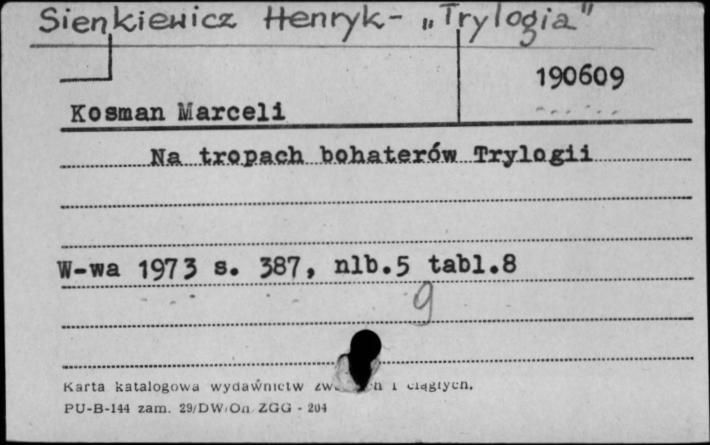 Sienkiewicz Henryk - „Trylogia"
190609
Kosman Marceli
Na tropach bohaterów Trylogii
W-wa 1973 s. 387, nlb.5 tabl.8
9
Karta katalogowa wydawnictw i ciągłych.
PU-B-144 zam. 29/DW/On ZGG - 204